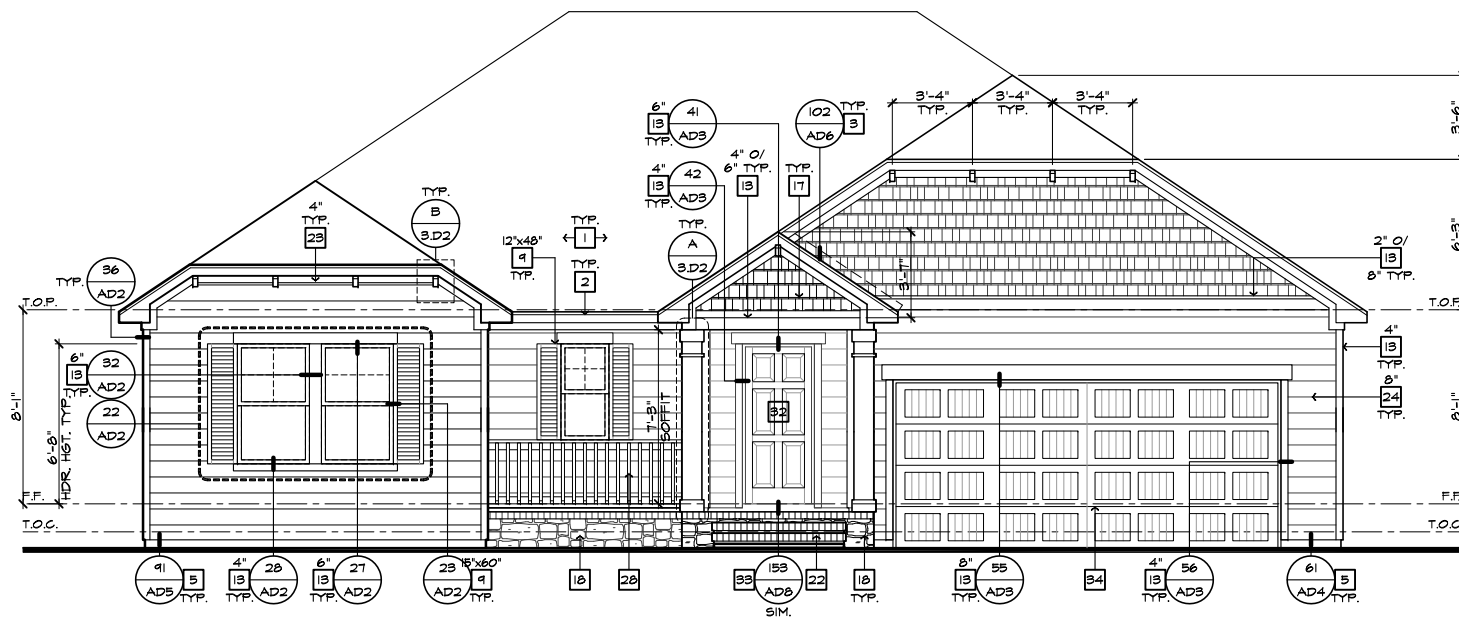 3'-4"
TYP.
3'-4"
TYP.
3'-4"
TYP.
3'-6"
6"
13
TYP.
41
AD3
102
AD6
TYP.
3
4" O/
6" TYP.
13
17
4"
13
TYP.
42
AD3
TYP.
B
3.D2
4"
TYP.
23
TYP.
1
TYP.
2
12"x48"
9
TYP.
TYP.
A
3.D2
6'-3"
2" O/
13
8" TYP.
3'-7"
TYP.
36
AD2
T.O.P.
T.O.P.
6"
13
TYP.
32
AD2
22
AD2
8'-1"
6'-8"
HDR. HGT. TYP.
7'-3"
SOFFIT
32
4"
13
TYP.
8"
24
TYP.
8'-1"
F.F.
F.F.
T.O.C.
T.O.C.
91
AD5
5
TYP.
4"
13
TYP.
28
AD2
6"
13
TYP.
27
AD2
23
AD2
15"x60"
9
TYP.
18
28
33
153
AD8
SIM.
22
18
TYP.
8"
13
TYP.
55
AD3
34
4"
13
TYP.
56
AD3
61
AD4
5
TYP.